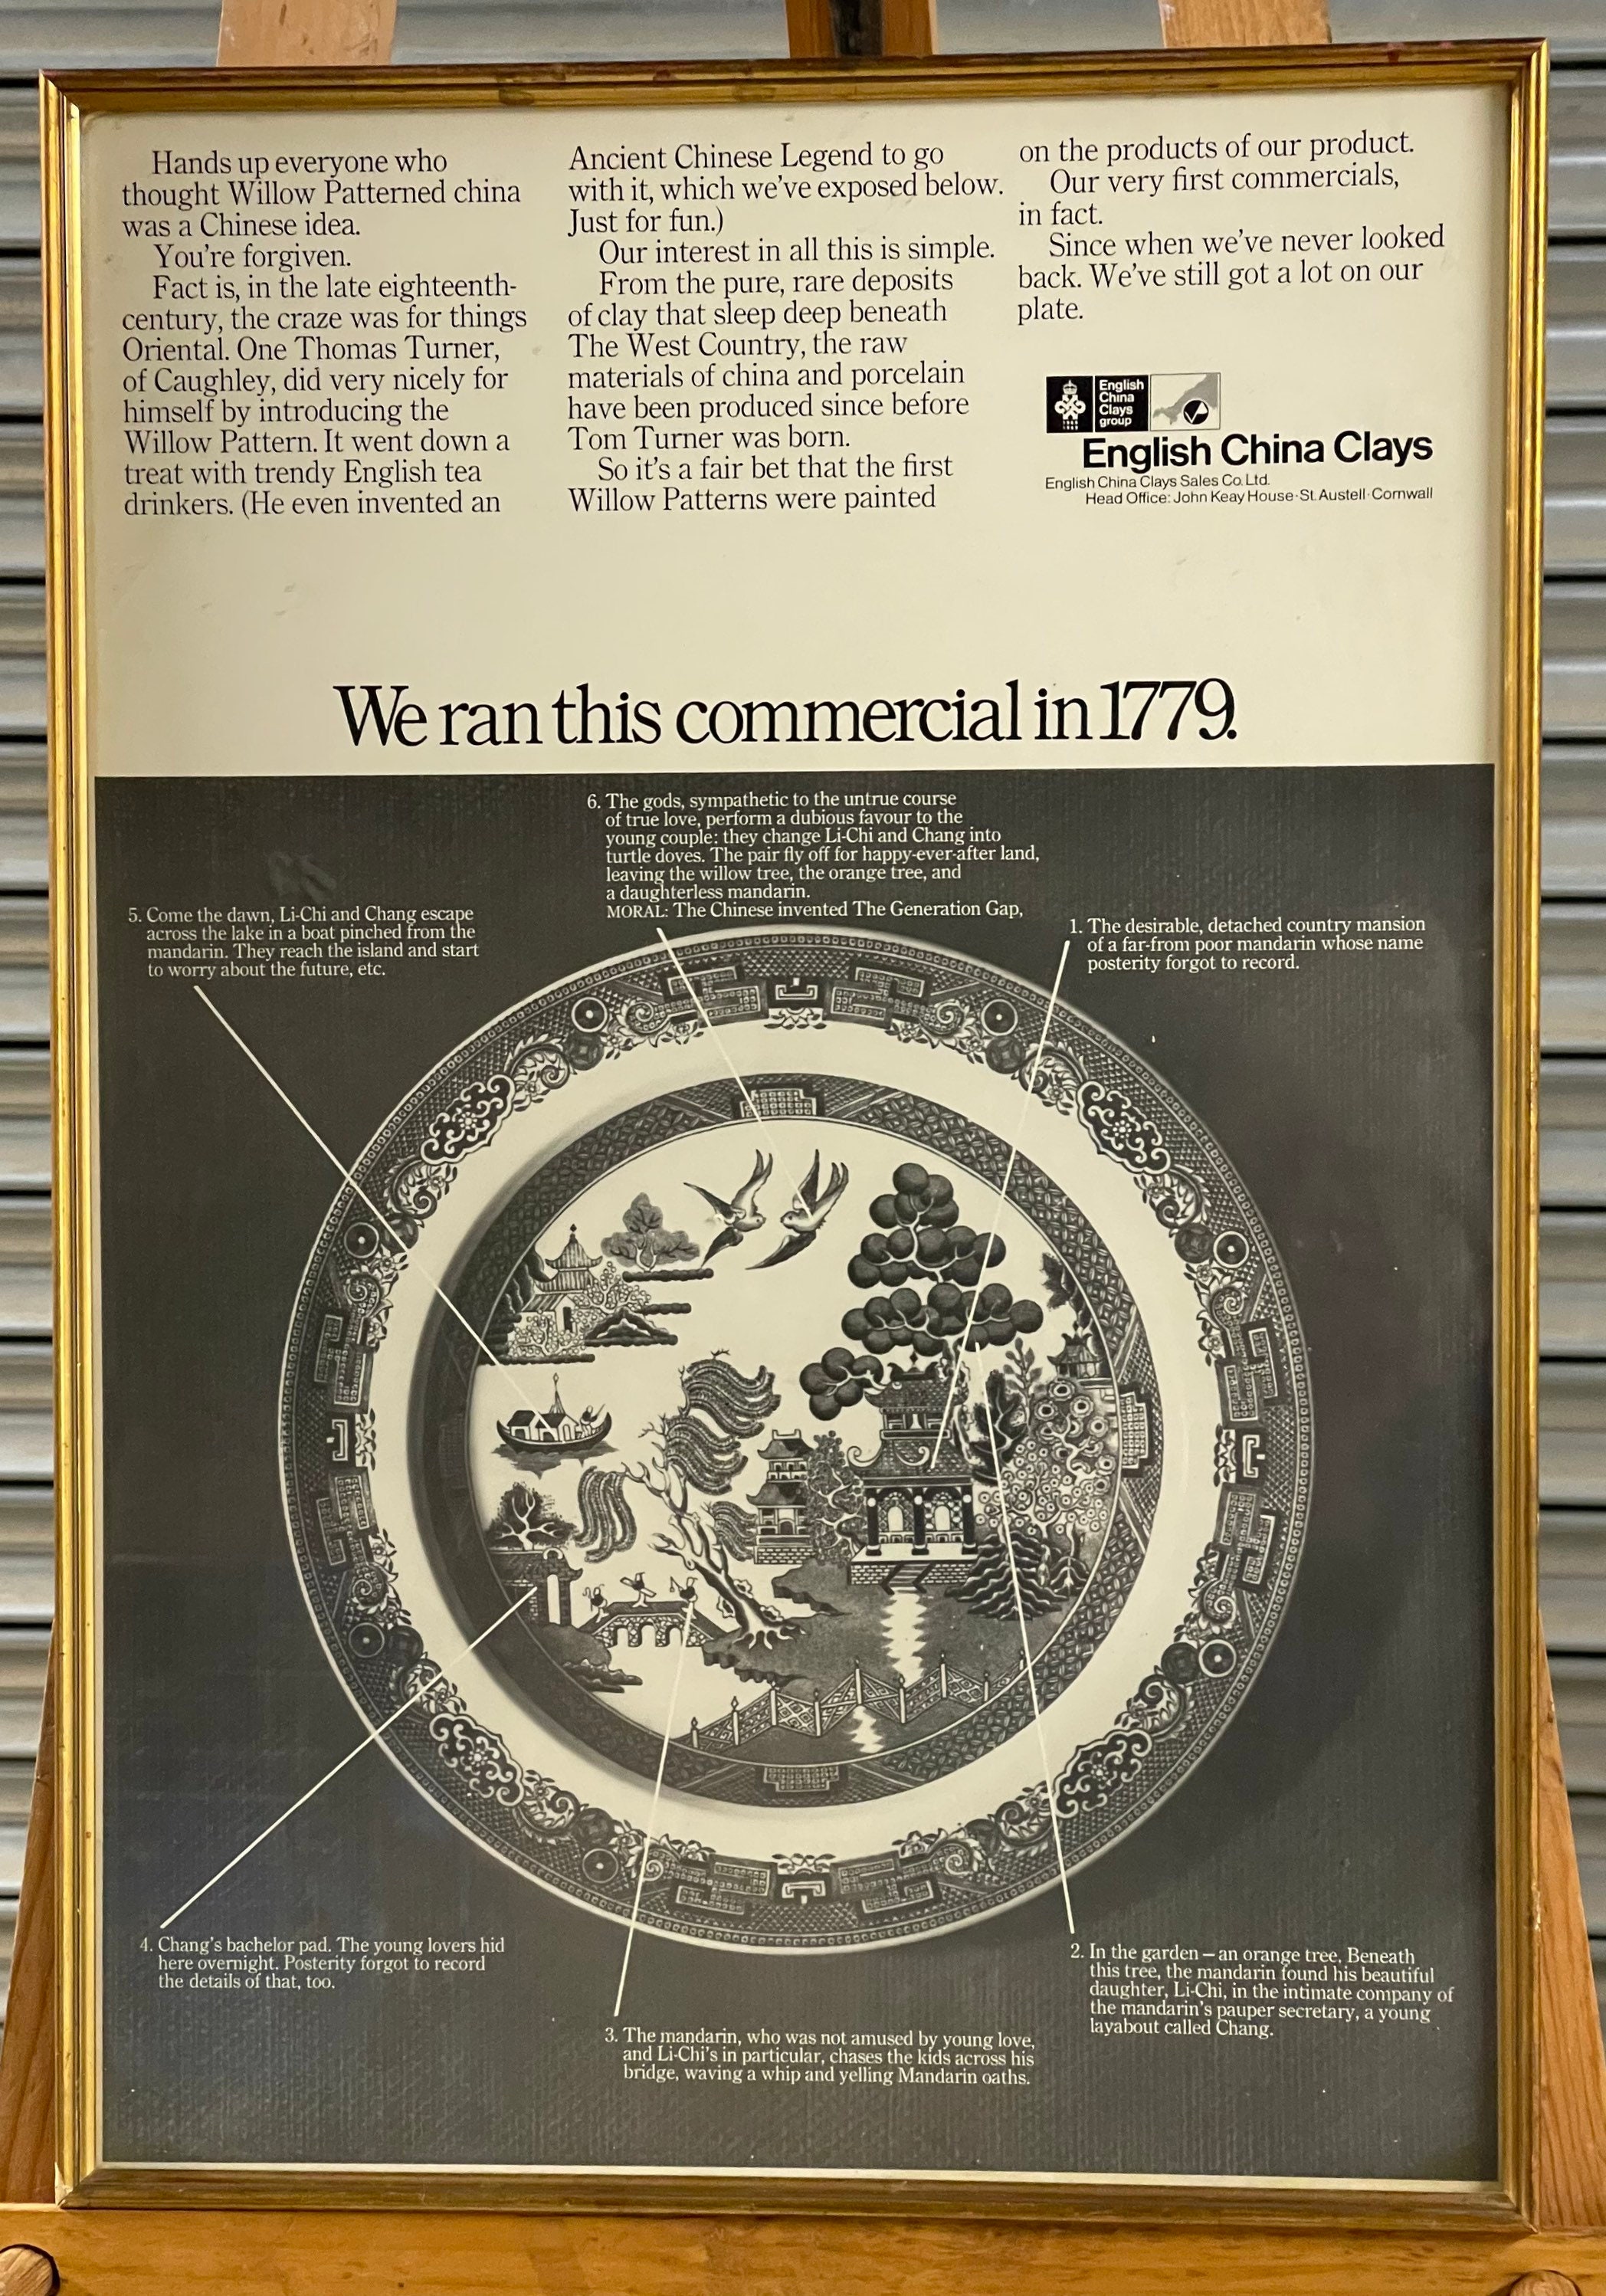 Hands up everyone who
thought Willow Patterned china
was a Chinese idea.
You're forgiven.
Fact is, in the late eighteenth-
century, the craze was for things
Oriental. One Thomas Turner,
of Caughley, did very nicely for
himself by introducing the
Willow Pattern. It went down a
treat with trendy English tea
drinkers. (He even invented an
Ancient Chinese Legend to go
with it, which we've exposed below.
Just for fun.)
Our interest in all this is simple.
From the pure, rare deposits
of clay that sleep deep beneath
The West Country, the raw
materials of china and porcelain
have been produced since before
Tom Turner was born.
So it's a fair bet that the first
Willow Patterns were painted
on the products of our product.
Our very first commercials,
in fact.
Since when we've never looked
back. We've still got a lot on our
plate.
English
China
Clays
group
English China Clays
English China Clays Sales Co. Ltd.
Head Office: John Keay House · St. Austell · Cornwall
We ran this commercial in 1779.
6. The gods, sympathetic to the untrue course
of true love, perform a dubious favour to the
young couple: they change Li-Chi and Chang into
turtle doves. The pair fly off for happy-ever-after land,
leaving the willow tree, the orange tree, and
a daughterless mandarin.
MORAL: The Chinese invented The Generation Gap,
5. Come the dawn, Li-Chi and Chang escape
across the lake in a boat pinched from the
mandarin. They reach the island and start
to worry about the future, etc.
1. The desirable, detached country mansion
of a far-from poor mandarin whose name
posterity forgot to record.
4. Chang's bachelor pad. The young lovers hid
here overnight. Posterity forgot to record
the details of that, too.
3. The mandarin, who was not amused by young love,
and Li-Chi's in particular, chases the kids across his
bridge, waving a whip and yelling Mandarin oaths.
2. In the garden – an orange tree. Beneath
this tree, the mandarin found his beautiful
daughter, Li-Chi, in the intimate company of
the mandarin's pauper secretary, a young
layabout called Chang.